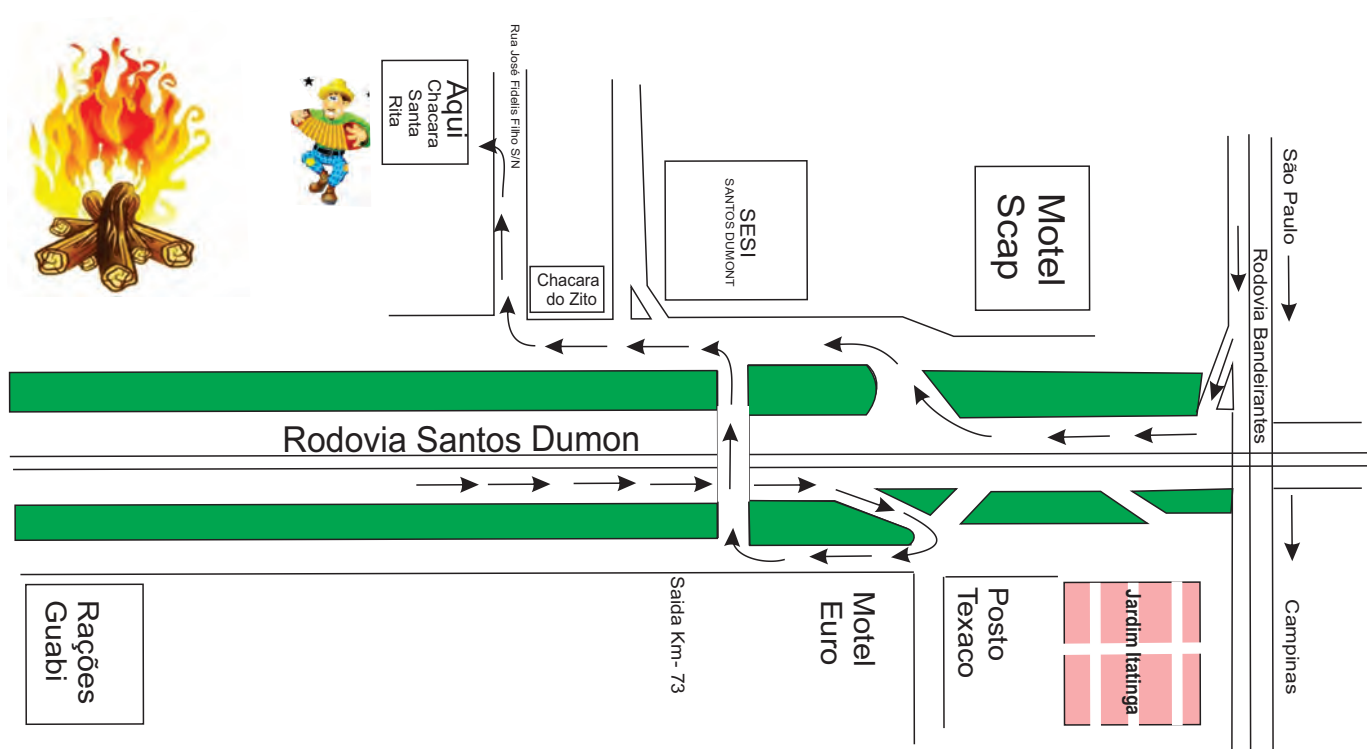 Rua José Fidelis Filho S/N
Aqui
Chacara
Santa
Rita
SESI
SANTOS DUMONT
Motel
Scap
São Paulo
Rodovia Bandeirantes
Chacara
do Zito
Rodovia Santos Dumon
Saida Km- 73
Motel
Euro
Posto
Texaco
Jardim Itatinga
Campinas
Rações
Guabi